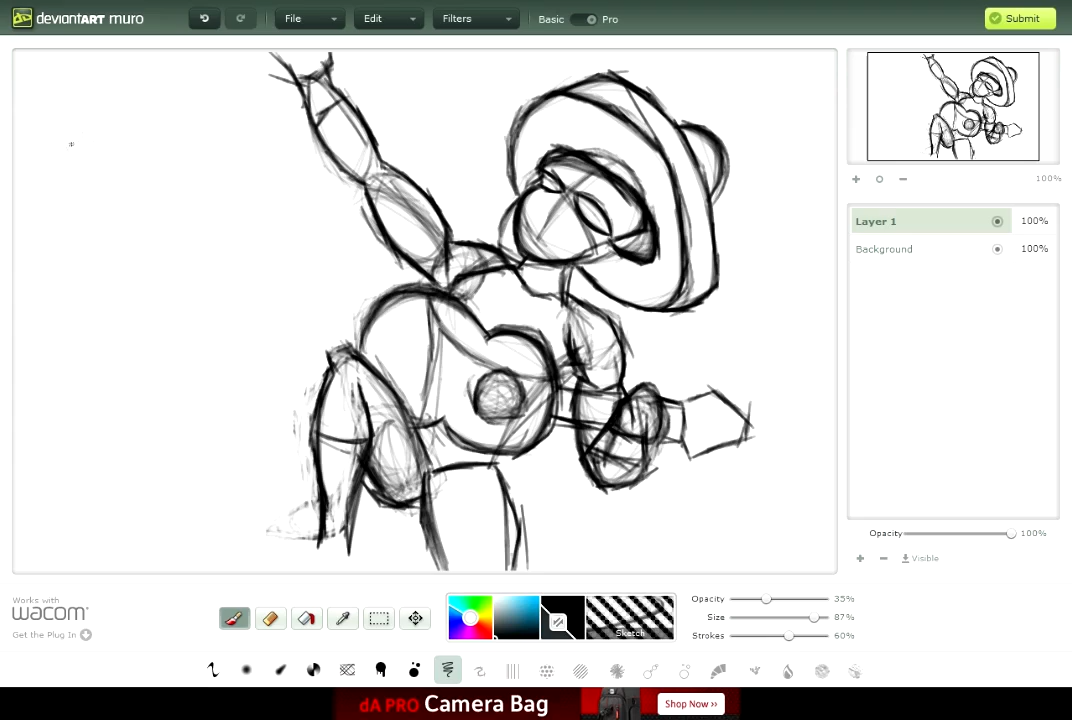 deviantART muro
File
Edit
Filters
Basic
Pro
Submit
100%
Layer 1
100%
Background
100%
Opacity
100%
Visible
Works with
wacom
Get the Plug In
Sketch
Opacity
35%
Size
87%
Strokes
60%
dA PRO Camera Bag
Shop Now ››